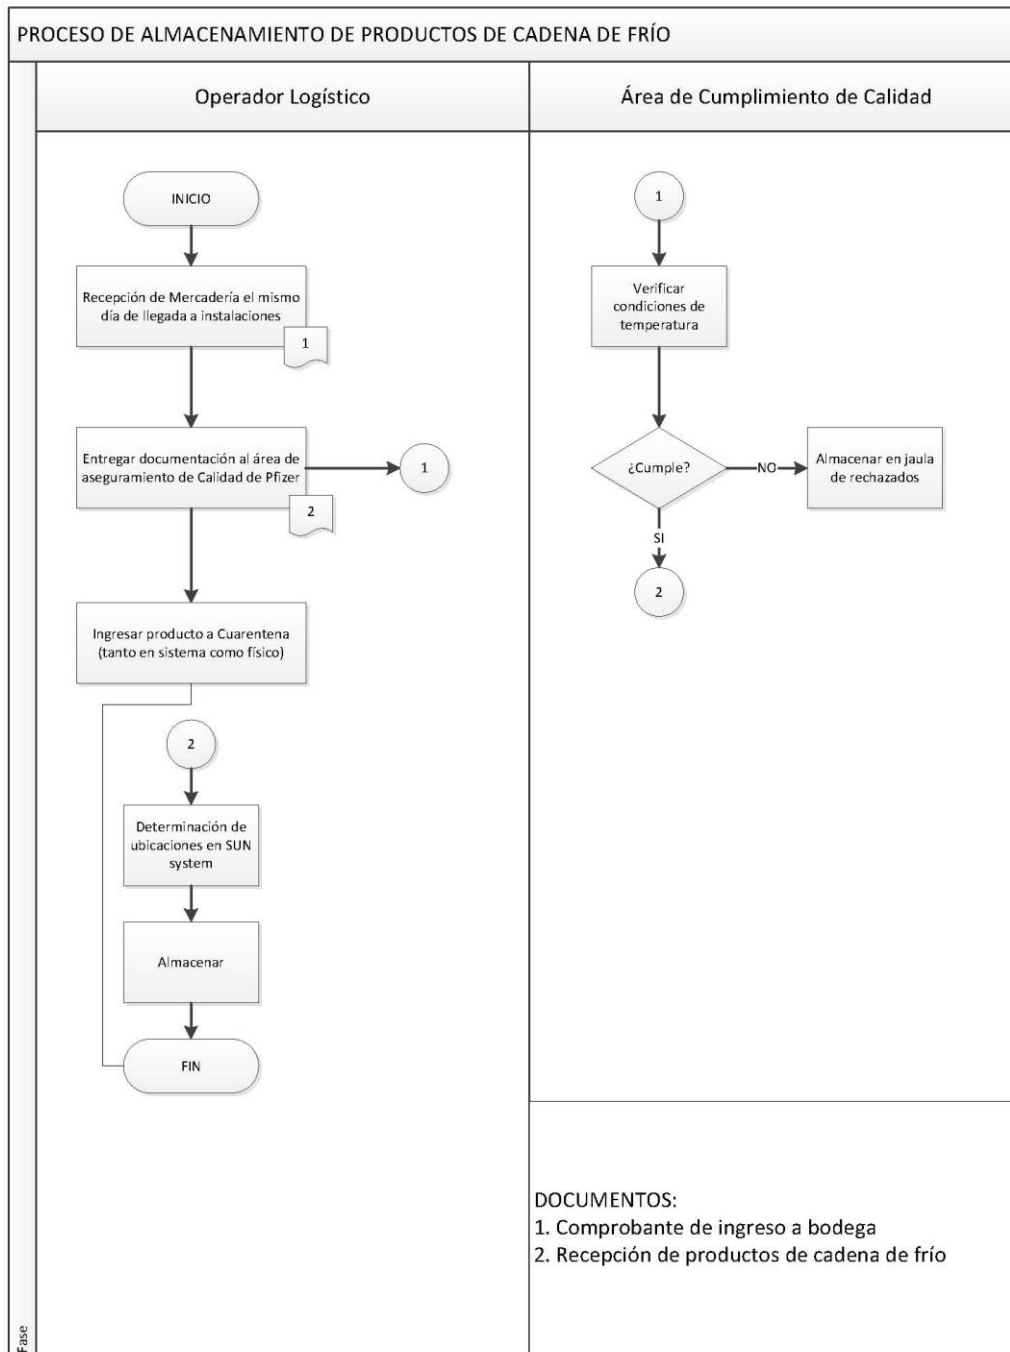 PROCESO DE ALMACENAMIENTO DE PRODUCTOS DE CADENA DE FRÍO
Operador Logístico
Área de Cumplimiento de Calidad
INICIO
Recepción de Mercadería el mismo
día de llegada a instalaciones
1
Entregar documentación al área de
aseguramiento de Calidad de Pfizer
2
1
Ingresar producto a Cuarentena
(tanto en sistema como físico)
2
Determinación de
ubicaciones en SUN
system
Almacenar
FIN
1
Verificar
condiciones de
temperatura
¿Cumple?
NO
Almacenar en jaula
de rechazados
SI
2
DOCUMENTOS:
1. Comprobante de ingreso a bodega
2. Recepción de productos de cadena de frío
Fase